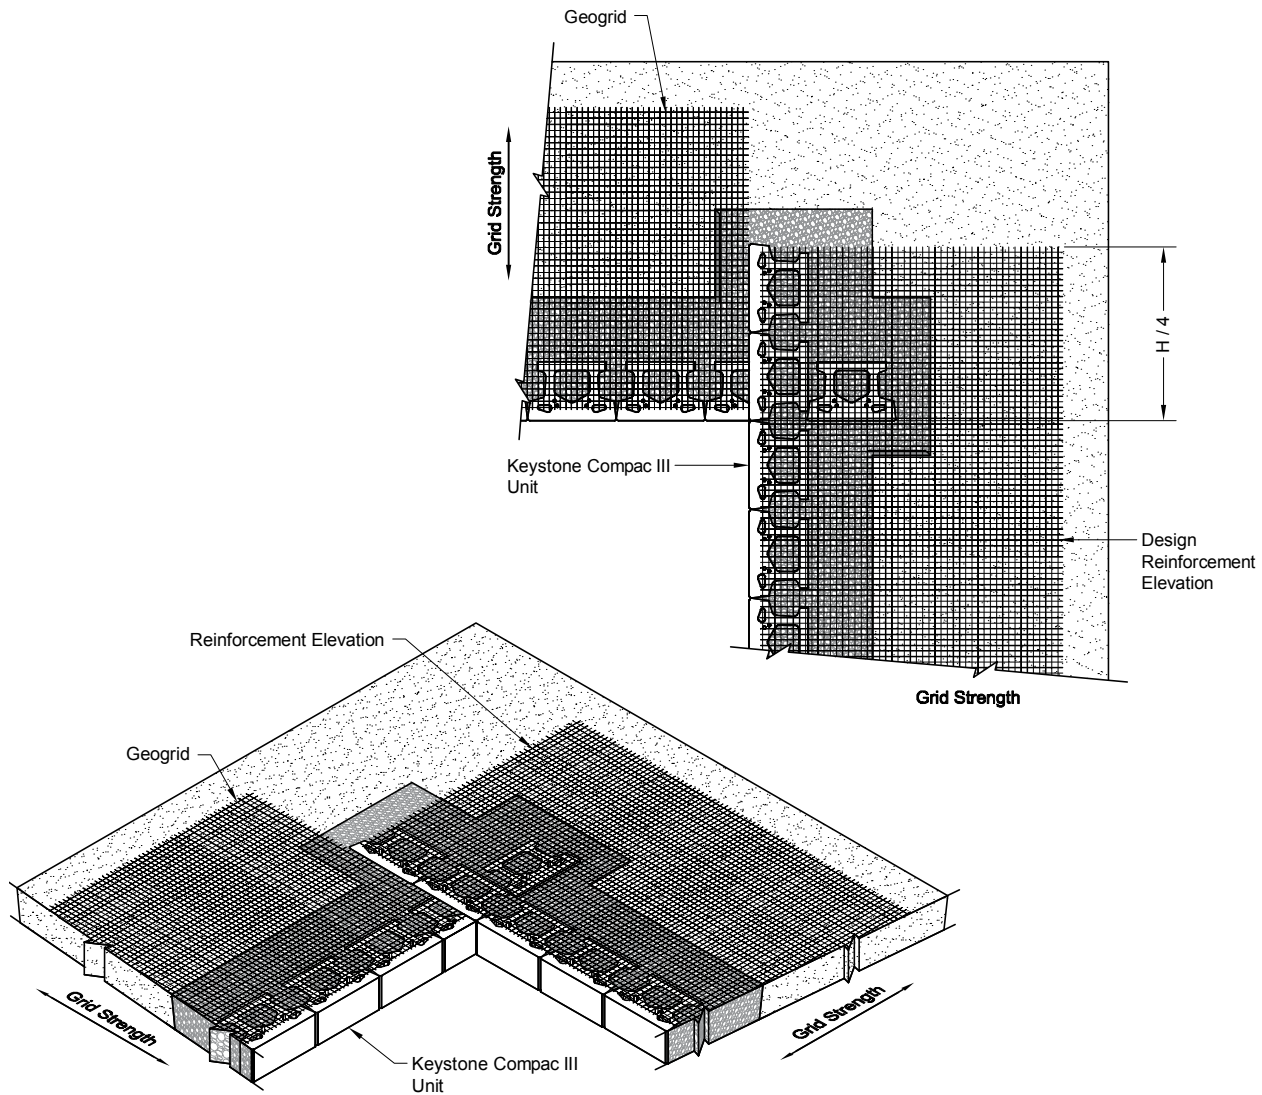 Geogrid
Grid Strength
H / 4
Keystone Compac III
Unit
Design
Reinforcement
Elevation
Grid Strength
Reinforcement Elevation
Geogrid
Grid Strength
Grid Strength
Keystone Compac III
Unit